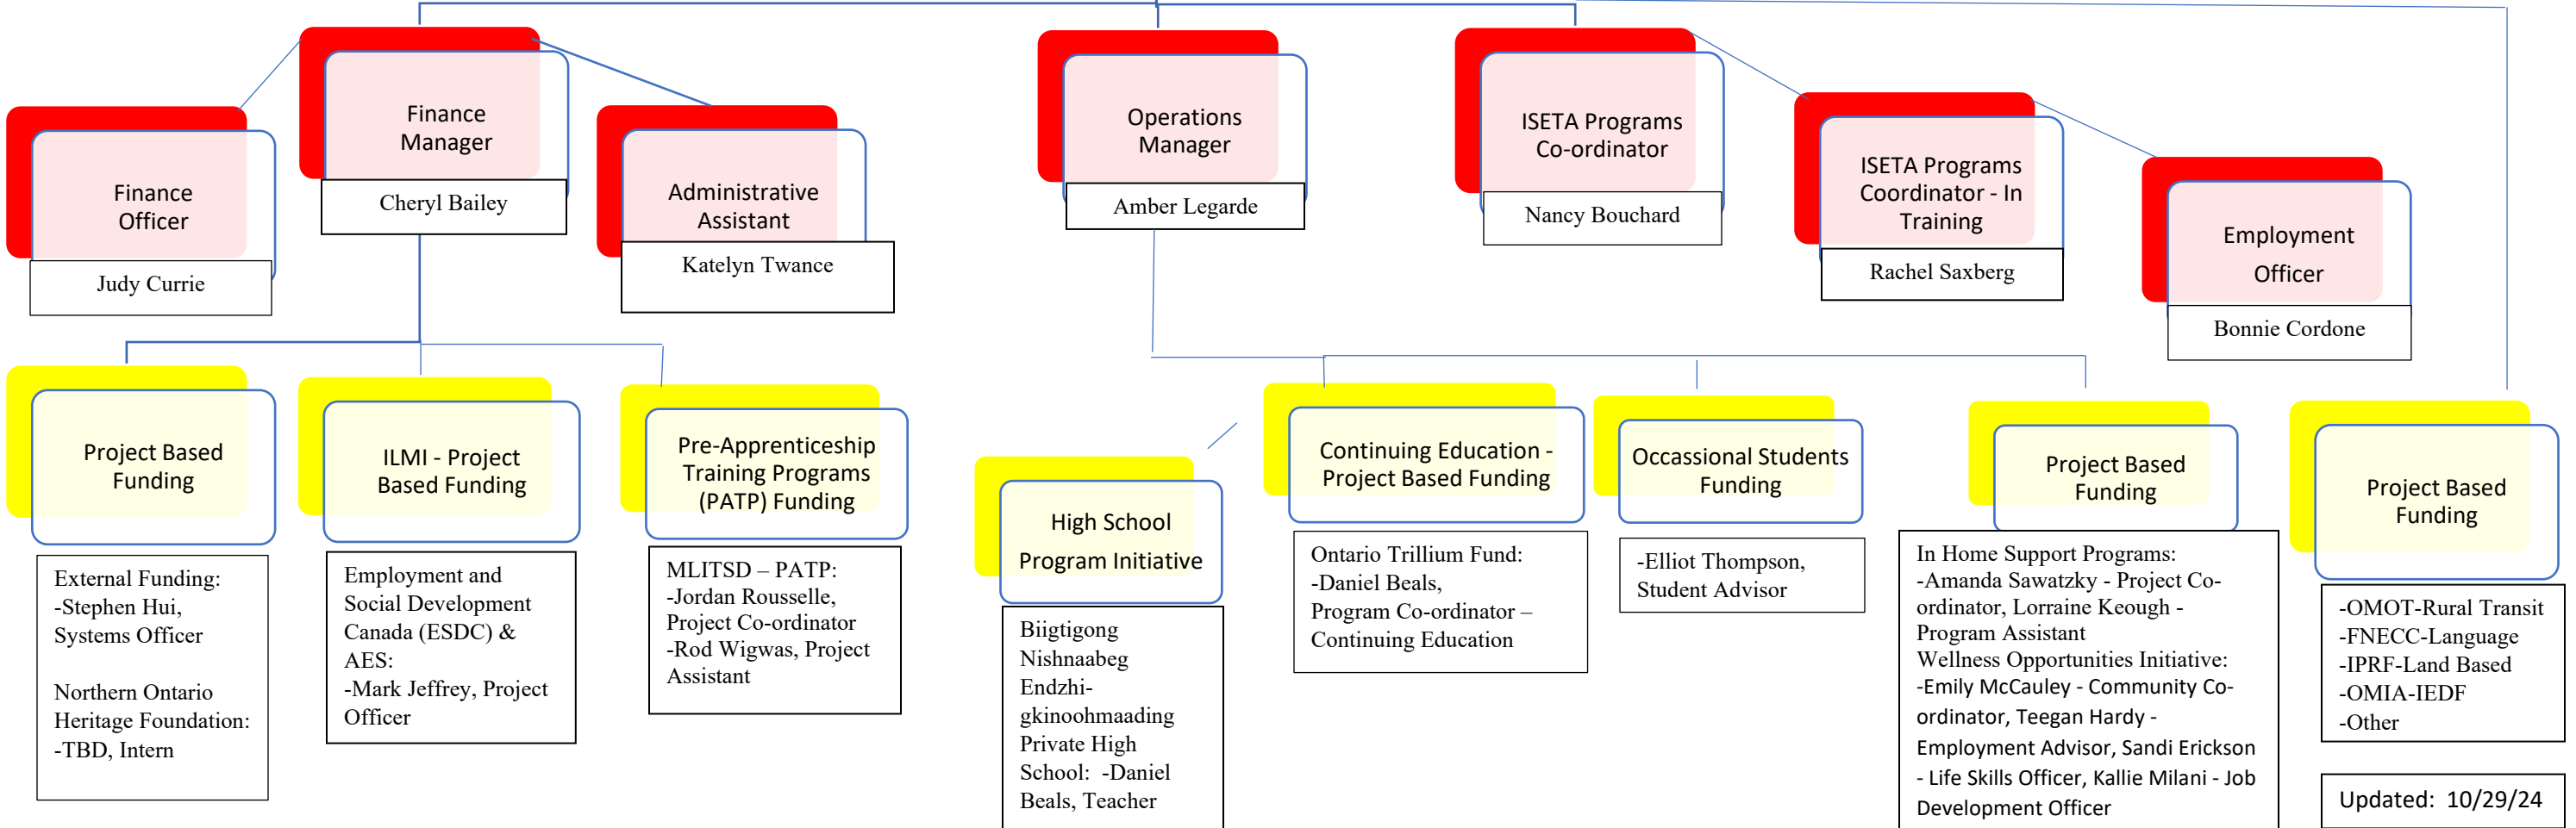 Finance
Manager
Cheryl Bailey
Finance
Officer
Judy Currie
Administrative
Assistant
Katelyn Twance
Operations
Manager
Amber Legarde
ISETA Programs
Co-ordinator
Nancy Bouchard
ISETA Programs
Coordinator - In
Training
Rachel Saxberg
Employment
Officer
Bonnie Cordone
Project Based
Funding
External Funding:
-Stephen Hui,
Systems Officer
Northern Ontario
Heritage Foundation:
-TBD, Intern
ILMI - Project
Based Funding
Employment and
Social Development
Canada (ESDC) &
AES:
-Mark Jeffrey, Project
Officer
Pre-Apprenticeship
Training Programs
(PATP) Funding
MLITSD – PATP:
-Jordan Rousselle,
Project Co-ordinator
-Rod Wigwas, Project
Assistant
High School
Program Initiative
Biigtigong
Nishnaabeg
Endzhi-
gkinoohmaading
Private High
School:  -Daniel
Beals, Teacher
Continuing Education -
Project Based Funding
Ontario Trillium Fund:
-Daniel Beals,
Program Co-ordinator –
Continuing Education
Occassional Students
Funding
-Elliot Thompson,
Student Advisor
Project Based
Funding
In Home Support Programs:
-Amanda Sawatzky - Project Co-
ordinator, Lorraine Keough -
Program Assistant
Wellness Opportunities Initiative:
-Emily McCauley - Community Co-
ordinator, Teegan Hardy -
Employment Advisor, Sandi Erickson
- Life Skills Officer, Kallie Milani - Job
Development Officer
Project Based
Funding
-OMOT-Rural Transit
-FNECC-Language
-IPRF-Land Based
-OMIA-IEDF
-Other
Updated:  10/29/24